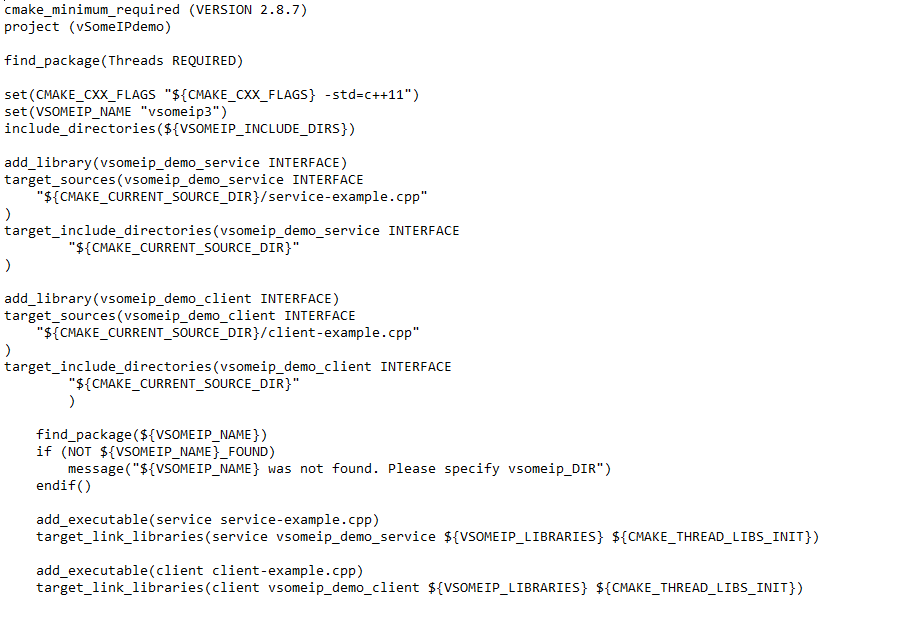 cmake_minimum_required (VERSION 2.8.7)
project (vSomeIPdemo)

find_package(Threads REQUIRED)

set(CMAKE_CXX_FLAGS "${CMAKE_CXX_FLAGS} -std=c++11")
set(VSOMEIP_NAME "vsomeip3")
include_directories(${VSOMEIP_INCLUDE_DIRS})

add_library(vsomeip_demo_service INTERFACE)
target_sources(vsomeip_demo_service INTERFACE
    "${CMAKE_CURRENT_SOURCE_DIR}/service-example.cpp"
)
target_include_directories(vsomeip_demo_service INTERFACE
        "${CMAKE_CURRENT_SOURCE_DIR}"
)

add_library(vsomeip_demo_client INTERFACE)
target_sources(vsomeip_demo_client INTERFACE
    "${CMAKE_CURRENT_SOURCE_DIR}/client-example.cpp"
)
target_include_directories(vsomeip_demo_client INTERFACE
        "${CMAKE_CURRENT_SOURCE_DIR}"
        )

    find_package(${VSOMEIP_NAME})
    if (NOT ${VSOMEIP_NAME}_FOUND)
        message("${VSOMEIP_NAME} was not found. Please specify vsomeip_DIR")
    endif()

    add_executable(service service-example.cpp)
    target_link_libraries(service vsomeip_demo_service ${VSOMEIP_LIBRARIES} ${CMAKE_THREAD_LIBS_INIT})

    add_executable(client client-example.cpp)
    target_link_libraries(client vsomeip_demo_client ${VSOMEIP_LIBRARIES} ${CMAKE_THREAD_LIBS_INIT})